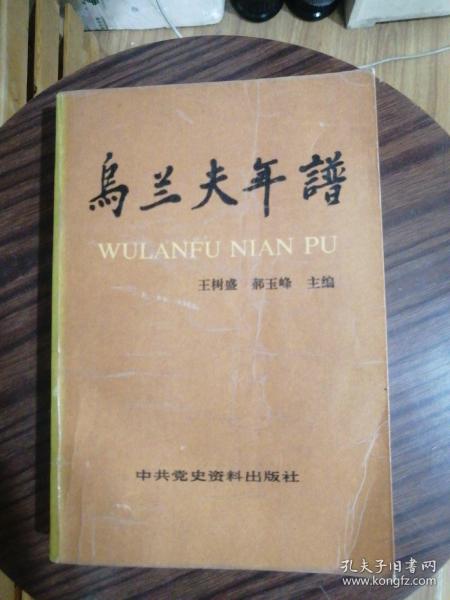 烏兰夫年譜
WULANFU NIAN PU
王树盛 郝玉峰 主编
中共党史资料出版社
孔夫子旧书网
www.kongfz.com